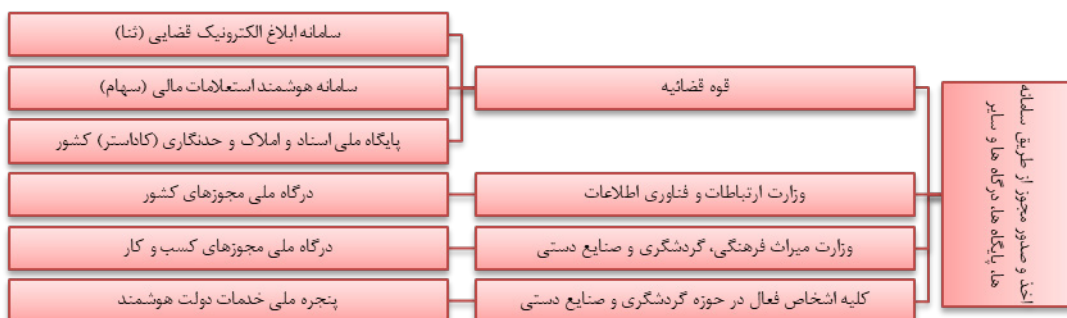 اخذ و صدور مجوز از طریق سامانه
ها، پایگاه ها، درگاه ها و سایر
قوه قضائیه
سامانه ابلاغ الکترونیک قضایی (ثنا)
سامانه هوشمند استعلامات مالی (سهام)
پایگاه ملی اسناد و املاک و حدنگاری (کاداستر) کشور
وزارت ارتباطات و فناوری اطلاعات
درگاه ملی مجوزهای کشور
وزارت میراث فرهنگی، گردشگری و صنایع دستی
درگاه ملی مجوزهای کسب و کار
کلیه اشخاص فعال در حوزه گردشگری و صنایع دستی
پنجره ملی خدمات دولت هوشمند